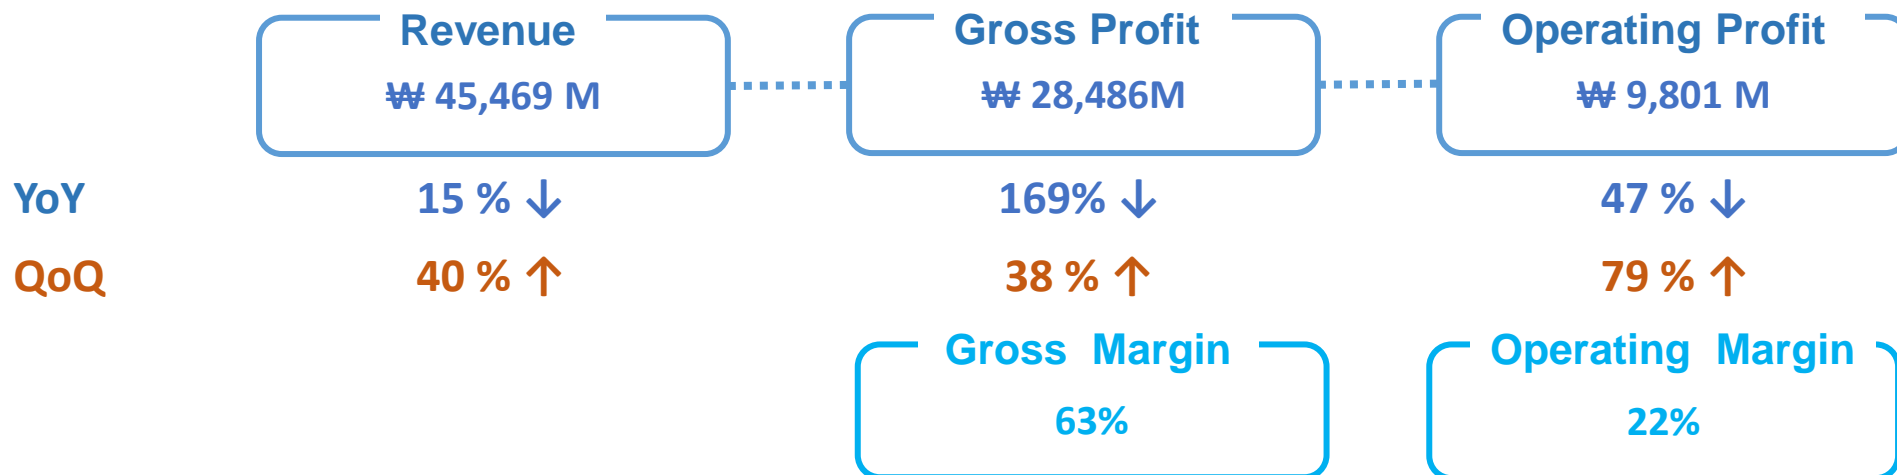 Revenue Gross Profit Operating Profit
₩ 45,469 M ₩ 28,486M ₩ 9,801 M
YoY 15 % ↓ 169% ↓ 47 % ↓
QoQ 40 % ↑ 38 % ↑ 79 % ↑
Gross Margin Operating Margin
63% 22%